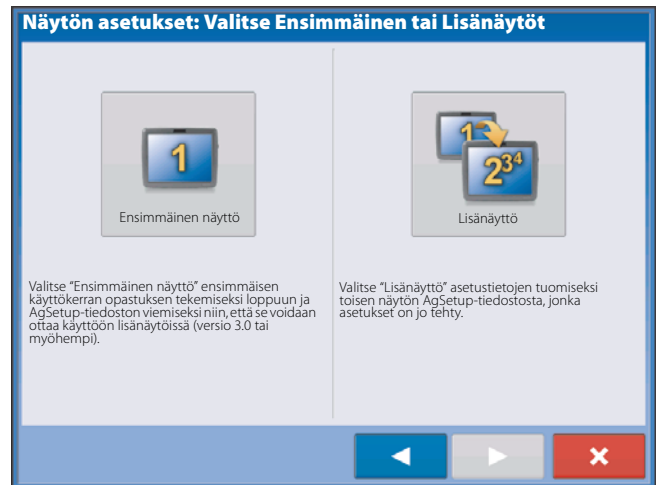 Näytön asetukset: Valitse Ensimmäinen tai Lisänäytöt
1
Ensimmäinen näyttö
Valitse "Ensimmäinen näyttö" ensimmäisen
käyttökerran opastuksen tekemiseksi loppuun ja
AgSetup-tiedoston viemiseksi niin, että se voidaan
ottaa käyttöön lisänäytöissä (versio 3.0 tai
myöhempi).
1
234
Lisänäyttö
Valitse "Lisänäyttö" asetustietojen tuomiseksi
toisen näytön AgSetup-tiedostosta, jonka
asetukset on jo tehty.